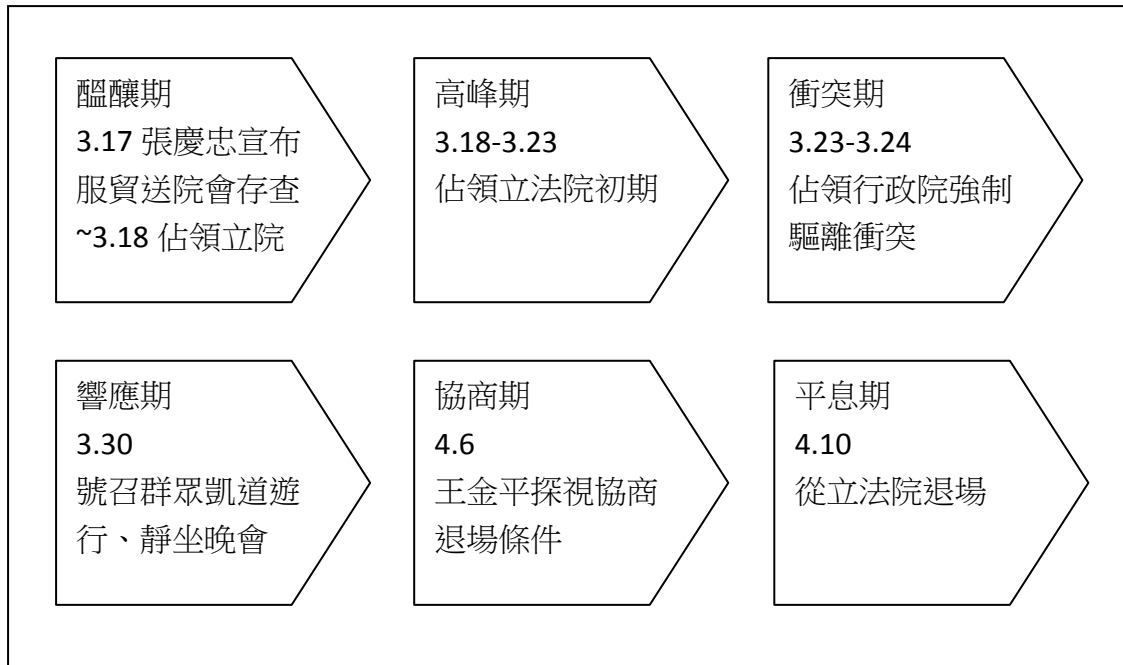 醞釀期
3.17 張慶忠宣布
服貿送院會存查
~3.18 佔領立院
高峰期
3.18-3.23
佔領立法院初期
衝突期
3.23-3.24
佔領行政院強制
驅離衝突
響應期
3.30
號召群眾凱道遊
行、靜坐晚會
協商期
4.6
王金平探視協商
退場條件
平息期
4.10
從立法院退場